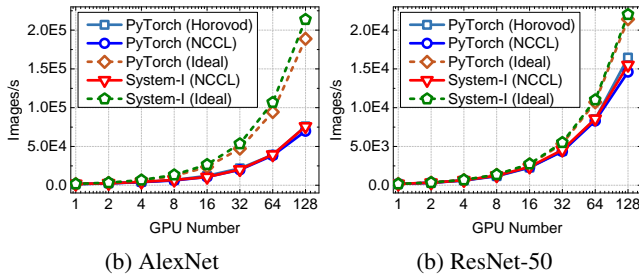 PyTorch (Horovod)
PyTorch (NCCL)
PyTorch (Ideal)
System-I (NCCL)
System-I (Ideal)
Images/s
2.0E5
1.5E5
1.0E5
5.0E4
0.0
1 2 4 8 16 32 64 128
GPU Number
(b) AlexNet
PyTorch (Horovod)
PyTorch (NCCL)
PyTorch (Ideal)
System-I (NCCL)
System-I (Ideal)
Images/s
2.0E4
1.5E4
1.0E4
5.0E3
0.0
1 2 4 8 16 32 64 128
GPU Number
(b) ResNet-50